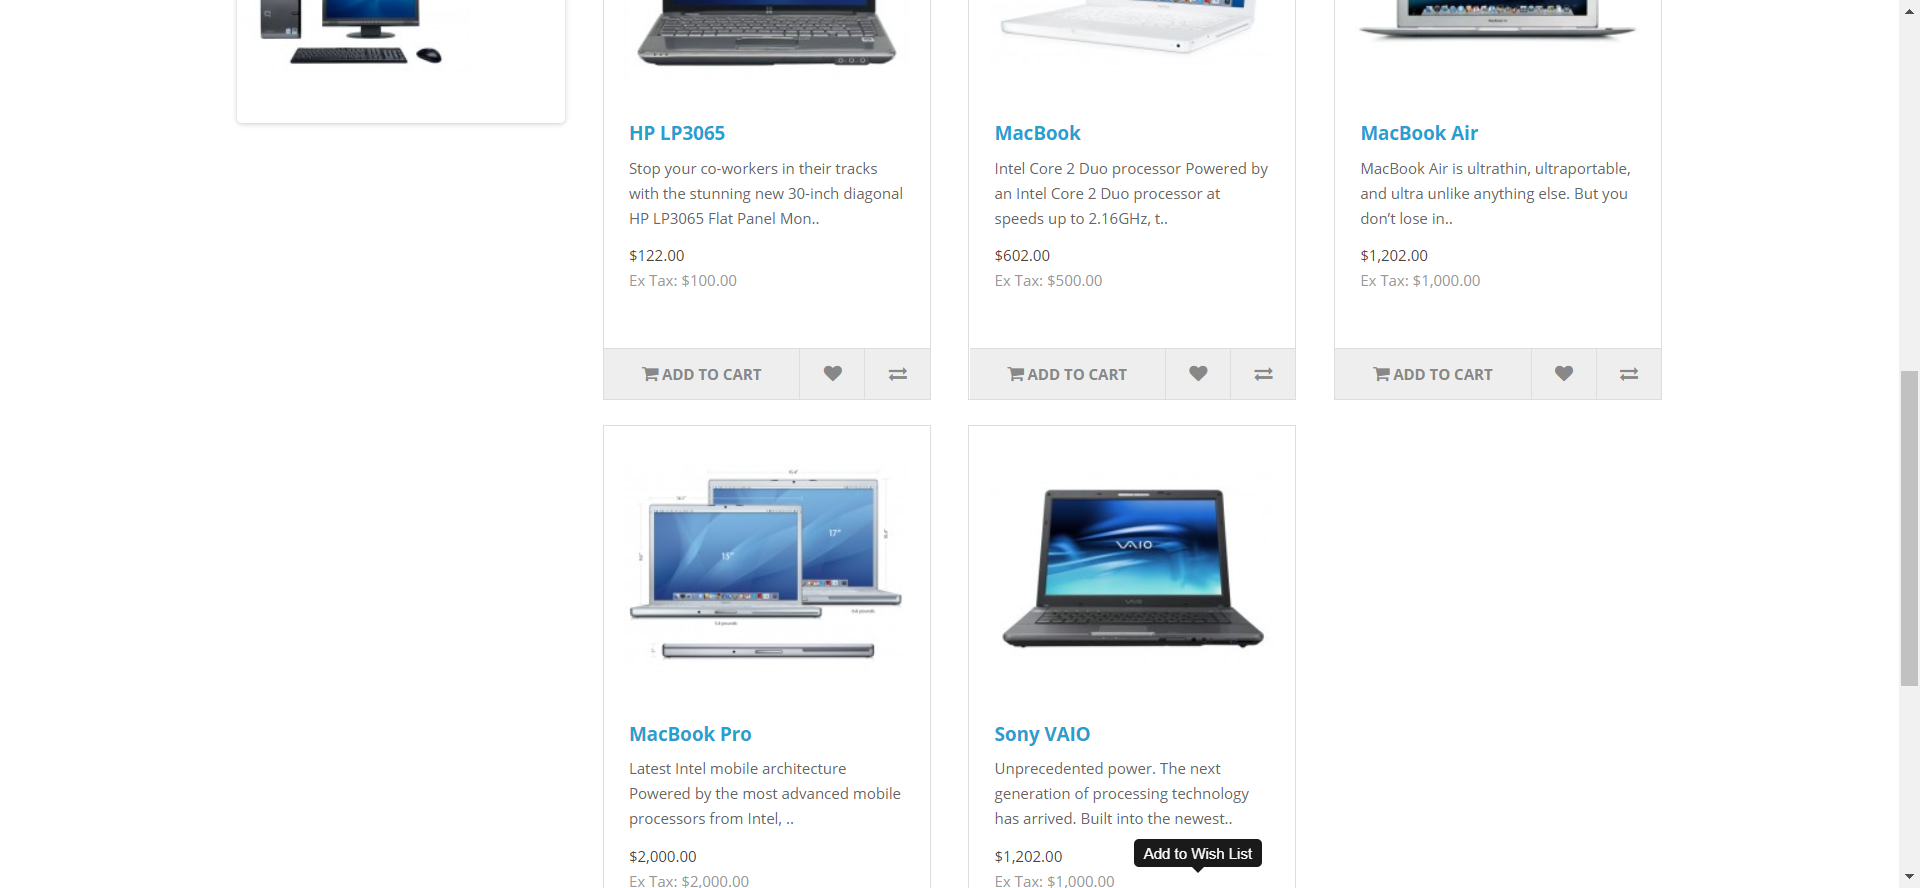 HP LP3065
Stop your co-workers in their tracks
with the stunning new 30-inch diagonal
HP LP3065 Flat Panel Mon..
$122.00
Ex Tax: $100.00
ADD TO CART
MacBook
Intel Core 2 Duo processor Powered by
an Intel Core 2 Duo processor at
speeds up to 2.16GHz, t..
$602.00
Ex Tax: $500.00
ADD TO CART
MacBook Air
MacBook Air is ultrathin, ultraportable,
and ultra unlike anything else. But you
don’t lose in..
$1,202.00
Ex Tax: $1,000.00
ADD TO CART
15"
17"
MacBook Pro
Latest Intel mobile architecture
Powered by the most advanced mobile
processors from Intel, ..
$2,000.00
Ex Tax: $2,000.00
VAIO
Sony VAIO
Unprecedented power. The next
generation of processing technology
has arrived. Built into the newest..
$1,202.00
Ex Tax: $1,000.00
Add to Wish List